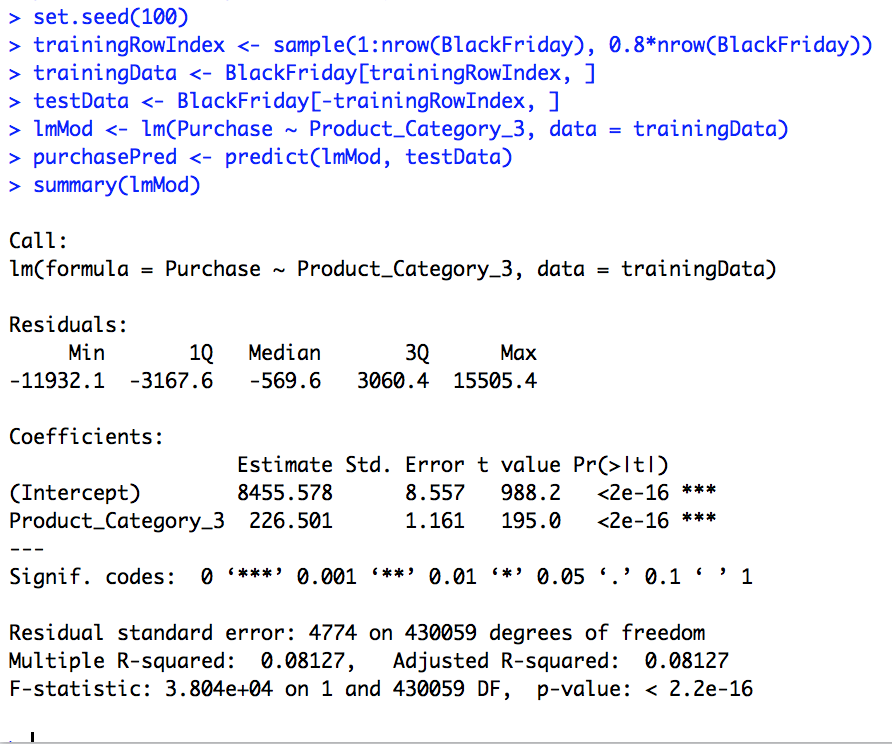 > set.seed(100)
> trainingRowIndex <- sample(1:nrow(BlackFriday), 0.8*nrow(BlackFriday))
> trainingData <- BlackFriday[trainingRowIndex, ]
> testData <- BlackFriday[-trainingRowIndex, ]
> lmMod <- lm(Purchase ~ Product_Category_3, data = trainingData)
> purchasePred <- predict(lmMod, testData)
> summary(lmMod)
Call:
lm(formula = Purchase ~ Product_Category_3, data = trainingData)
Residuals:
Min 1Q Median 3Q Max
-11932.1 -3167.6 -569.6 3060.4 15505.4
Coefficients:
Estimate Std. Error t value Pr(>|t|)
(Intercept) 8455.578 8.557 988.2 <2e-16 ***
Product_Category_3 226.501 1.161 195.0 <2e-16 ***
---
Signif. codes: 0 ‘***’ 0.001 ‘**’ 0.01 ‘*’ 0.05 ‘.’ 0.1 ‘ ’ 1
Residual standard error: 4774 on 430059 degrees of freedom
Multiple R-squared: 0.08127, Adjusted R-squared: 0.08127
F-statistic: 3.804e+04 on 1 and 430059 DF, p-value: < 2.2e-16